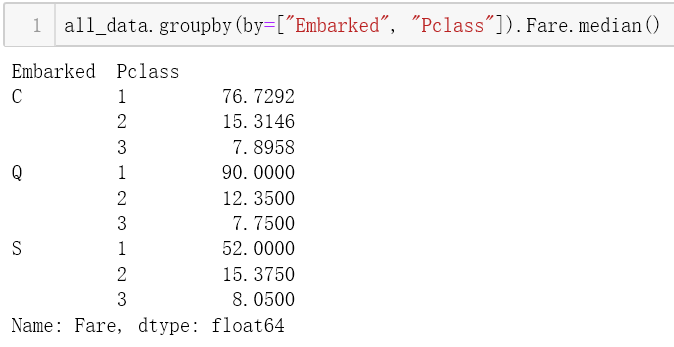 1 all_data.groupby(by=["Embarked", "Pclass"]).Fare.median()
Embarked Pclass
C 1 76.7292
2 15.3146
3 7.8958
Q 1 90.0000
2 12.3500
3 7.7500
S 1 52.0000
2 15.3750
3 8.0500
Name: Fare, dtype: float64